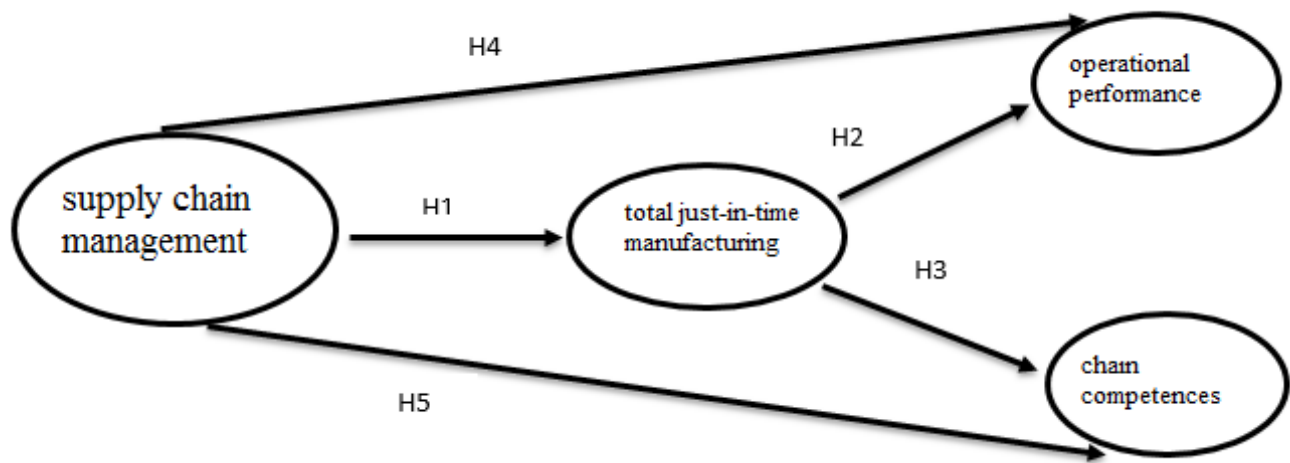 H4
operational
performance
H2
supply chain
management
H1
total just-in-time
manufacturing
H3
chain
competences
H5